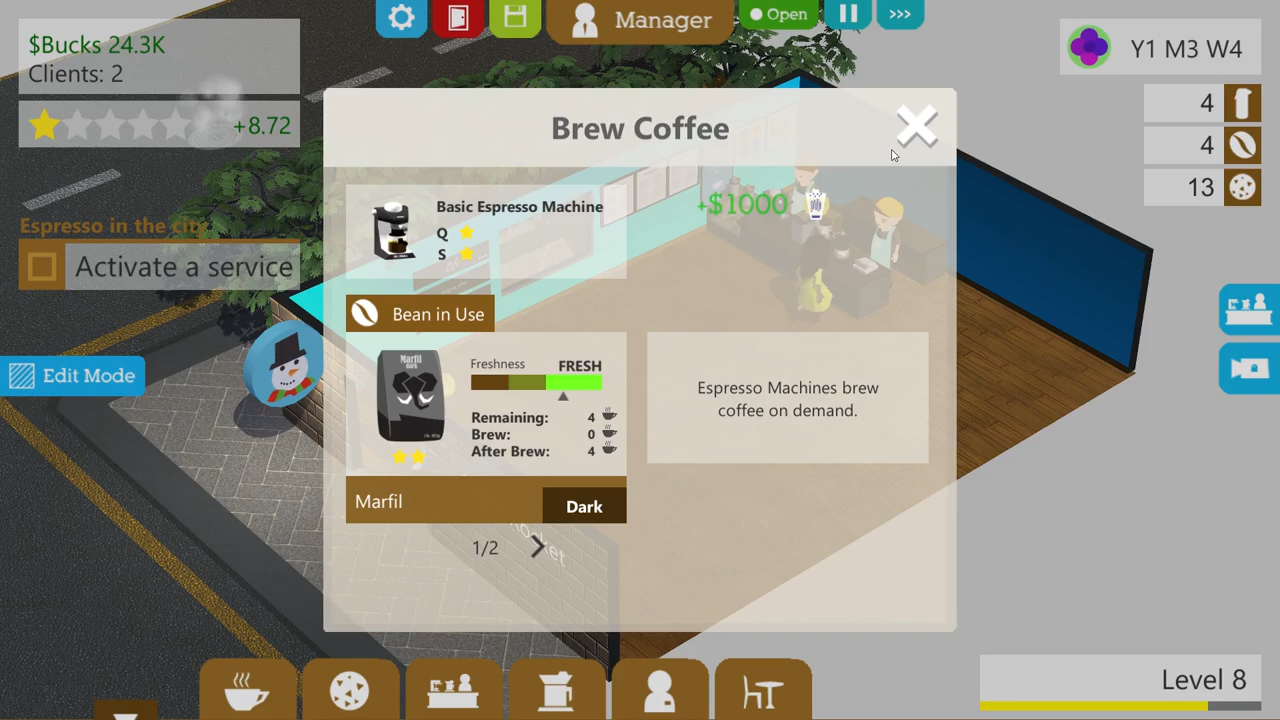 $Bucks 24.3K
Clients: 2
+8.72
Manager
Open
>>>
Y1 M3 W4
4
4
13
Espresso in the city
Activate a service
Edit Mode
Brew Coffee
Basic Espresso Machine
Q
S
+$1000
Bean in Use
Marfil
DARK
Freshness
FRESH
Remaining: 4
Brew: 0
After Brew: 4
Marfil
Dark
1/2
Espresso Machines brew
coffee on demand.
Level 8